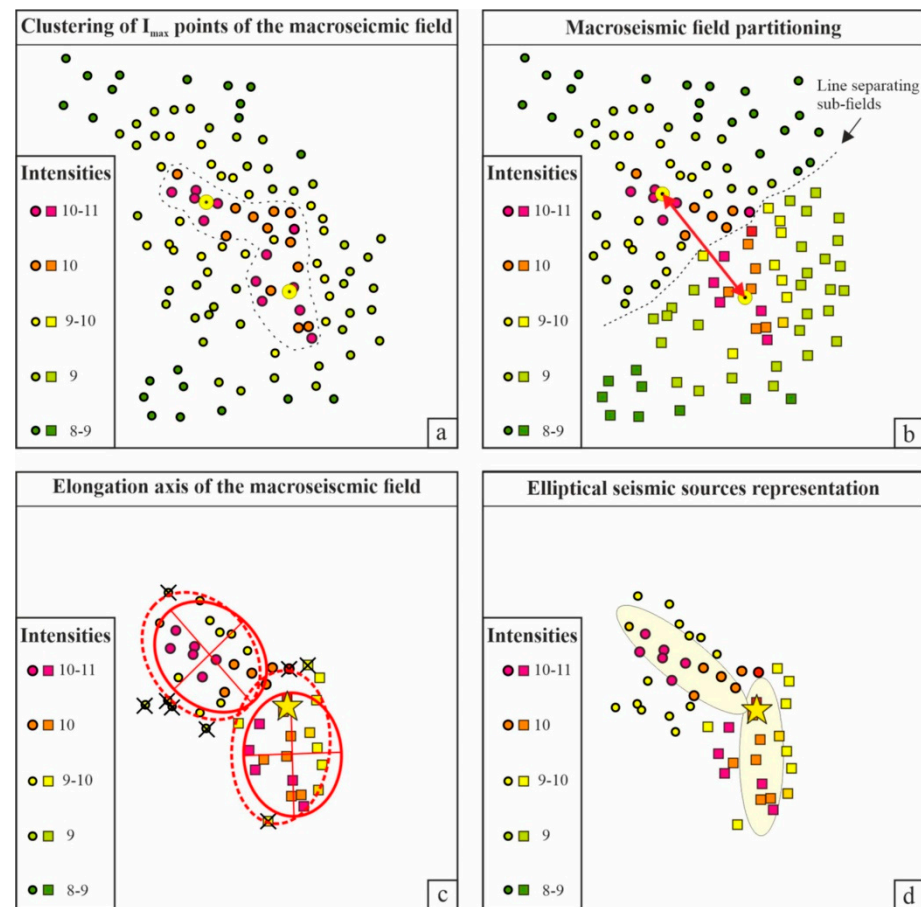 Clustering of Imax points of the macroseicmic field
Intensities
10-11
10
9-10
9
8-9
a
Macroseismic field partitioning
Line separating
sub-fields
Intensities
10-11
10
9-10
9
8-9
b
Elongation axis of the macroseiscmic field
Intensities
10-11
10
9-10
9
8-9
c
Elliptical seismic sources representation
Intensities
10-11
10
9-10
9
8-9
d